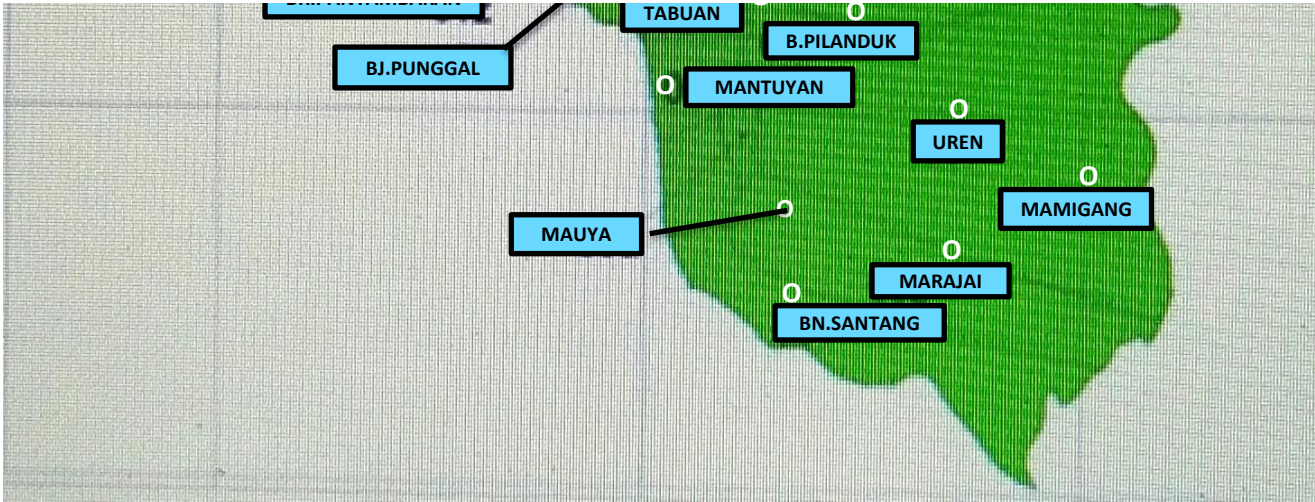 TABUAN
B.PILANDUK
BJ.PUNGGAL
MANTUYAN
UREN
MAMIGANG
MAUYA
MARAJAI
BN.SANTANG